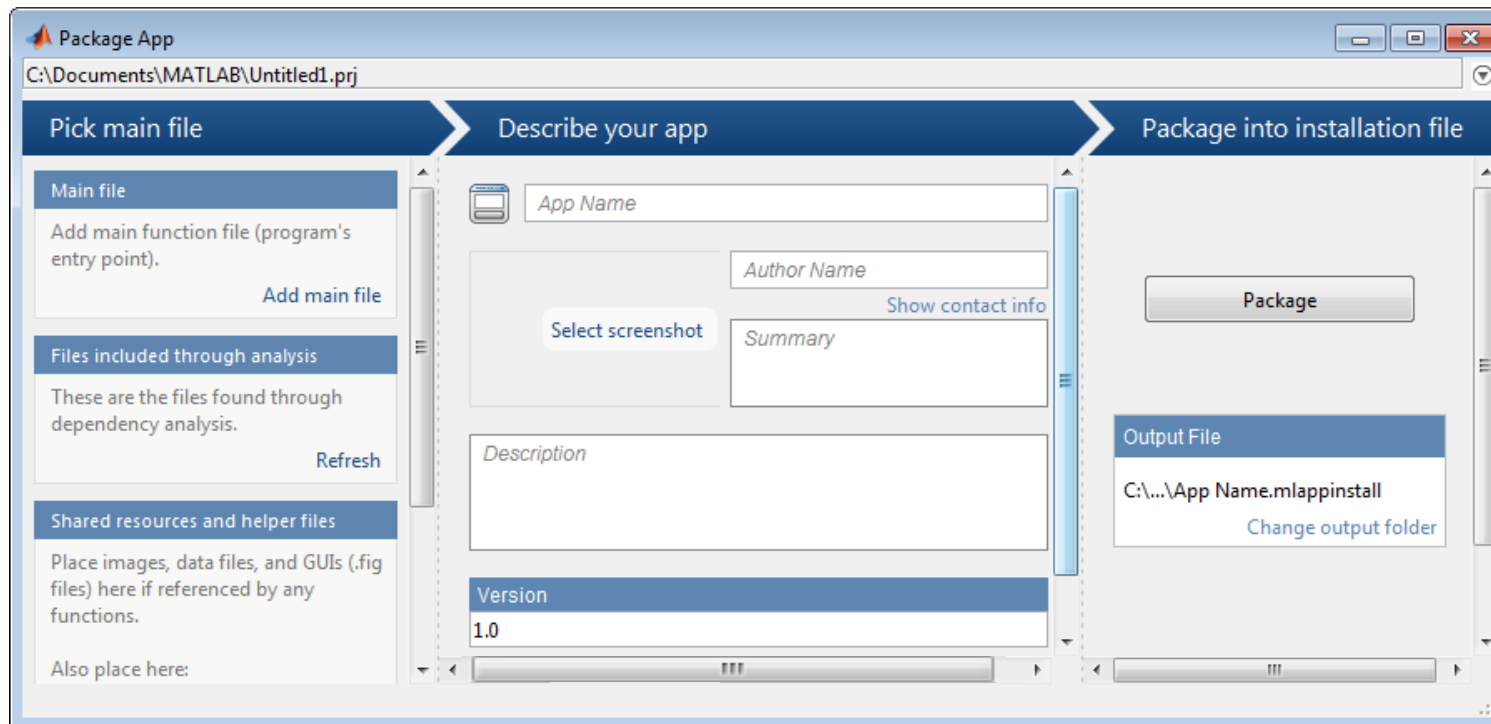 Package App
C:\Documents\MATLAB\Untitled1.prj
Pick main file
Main file
Add main function file (program's
entry point).
Add main file
Files included through analysis
These are the files found through
dependency analysis.
Refresh
Shared resources and helper files
Place images, data files, and GUIs (.fig
files) here if referenced by any
functions.
Also place here:
Describe your app
App Name
Select screenshot
Author Name
Show contact info
Summary
Description
Version
1.0
Package into installation file
Package
Output File
C:\...\App Name.mlappinstall
Change output folder